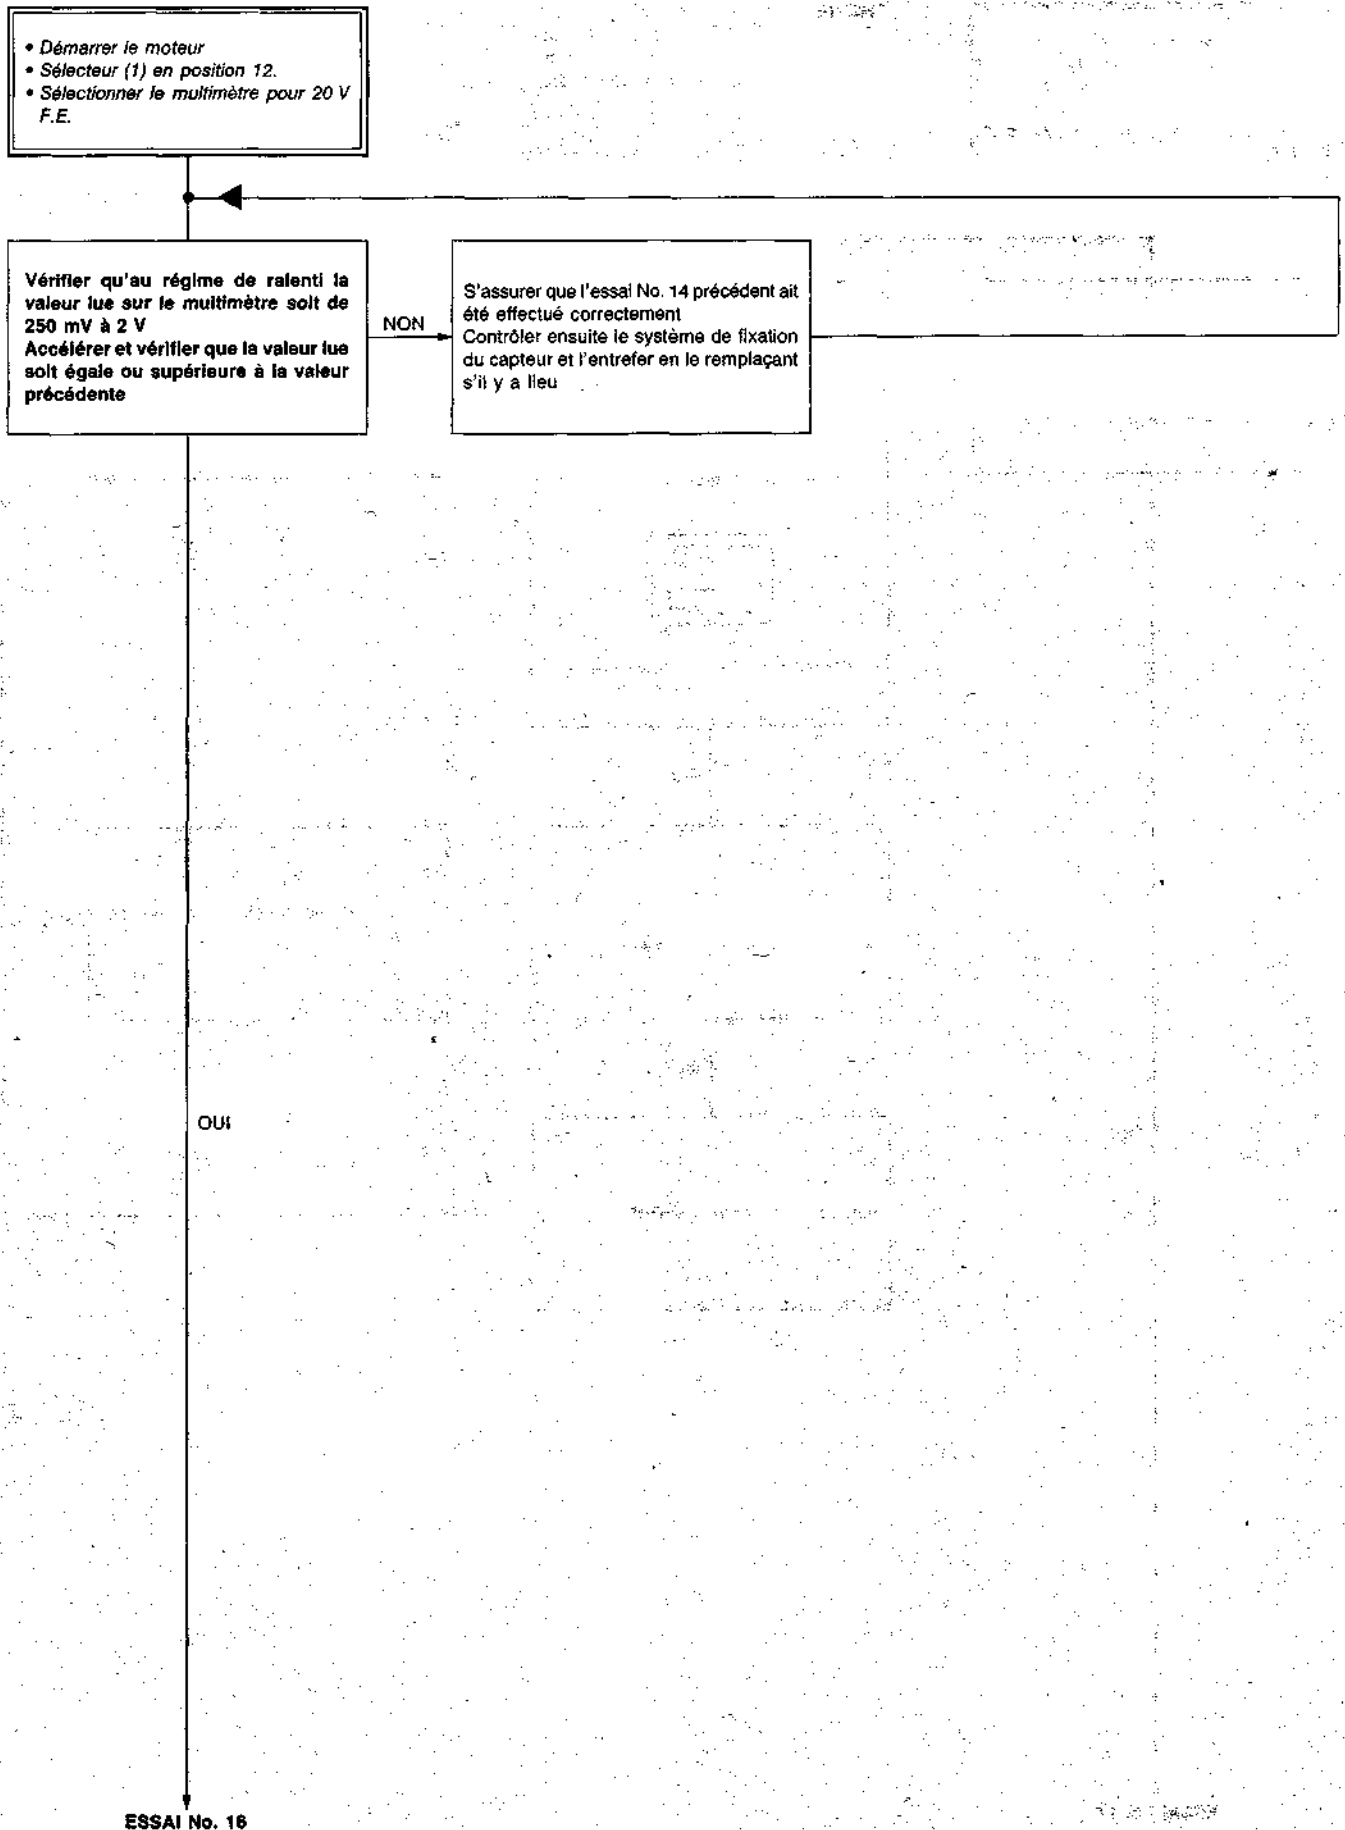 • Démarrer le moteur
• Sélecteur (1) en position 12.
• Sélectionner le multimètre pour 20 V
F.E.
Vérifier qu'au régime de ralenti la
valeur lue sur le multimètre soit de
250 mV à 2 V
Accélérer et vérifier que la valeur lue
soit égale ou supérieure à la valeur
précédente
NON
S'assurer que l'essai No. 14 précédent ait
été effectué correctement
Contrôler ensuite le système de fixation
du capteur et l'entrefer en le remplaçant
s'il y a lieu
OUI
ESSAI No. 16